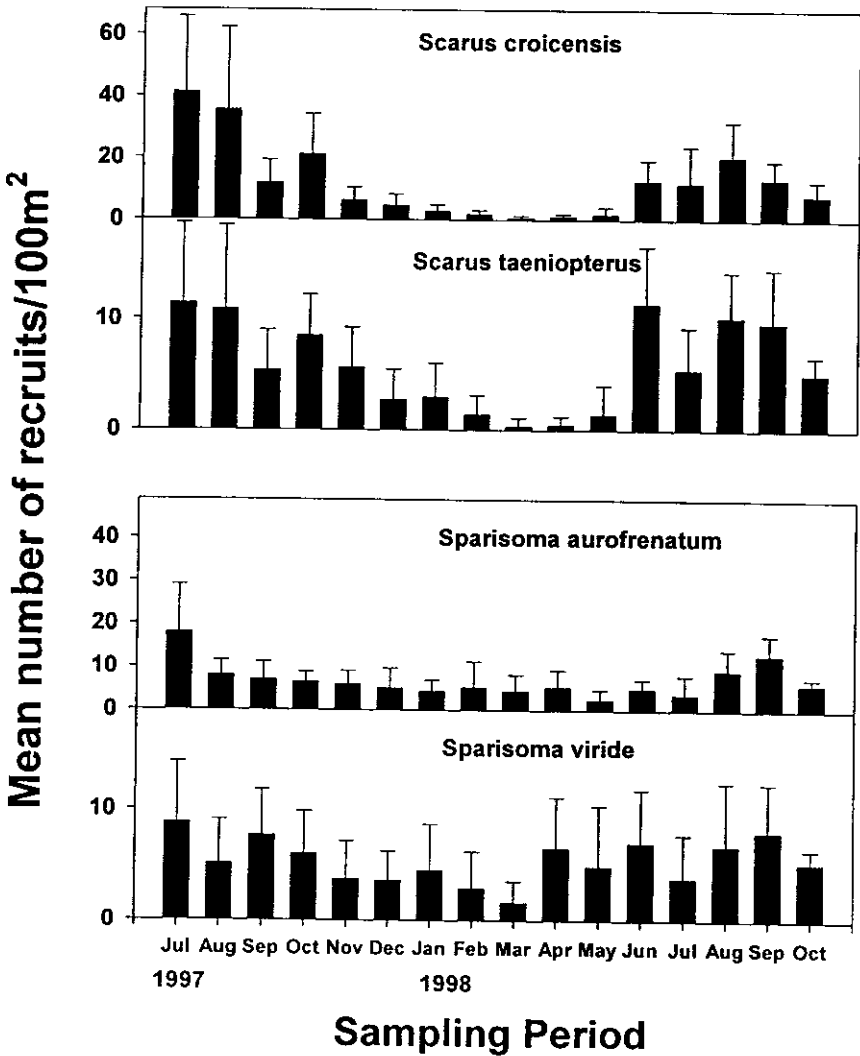 Mean number of recruits/100m²
Scarus croicensis
60
40
20
0
Scarus taeniopterus
10
0
Sparisoma aurofrenatum
40
30
20
10
0
Sparisoma viride
10
0
Jul Aug Sep Oct Nov Dec Jan Feb Mar Apr May Jun Jul Aug Sep Oct
1997 1998
Sampling Period